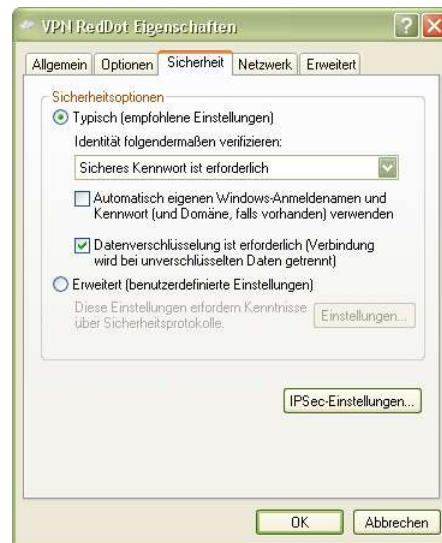 VPN RedDot Eigenschaften
Allgemein Optionen Sicherheit Netzwerk Erweitert
Sicherheitsoptionen
Typisch (empfohlene Einstellungen)
Identität folgendermaßen verifizieren:
Sicheres Kennwort ist erforderlich
Automatisch eigenen Windows-Anmeldenamen und
Kennwort (und Domäne, falls vorhanden) verwenden
Datenverschlüsselung ist erforderlich (Verbindung
wird bei unverschlüsselten Daten getrennt)
Erweitert (benutzerdefinierte Einstellungen)
Diese Einstellungen erfordern Kenntnisse
über Sicherheitsprotokolle.
Einstellungen...
IPSec-Einstellungen...
OK Abbrechen